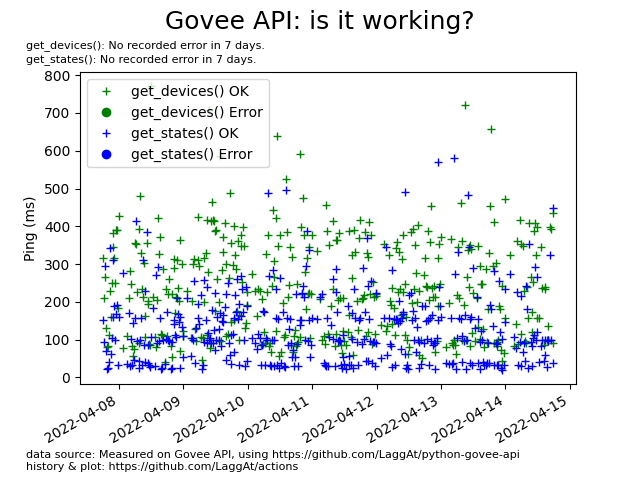 Govee API: is it working?
get_devices(): No recorded error in 7 days.
get_states(): No recorded error in 7 days.
get_devices() OK
get_devices() Error
get_states() OK
get_states() Error
Ping (ms)
800
700
600
500
400
300
200
100
0
2022-04-08
2022-04-09
2022-04-10
2022-04-11
2022-04-12
2022-04-13
2022-04-14
2022-04-15
data source: Measured on Govee API, using https://github.com/LaggAt/python-govee-api
history & plot: https://github.com/LaggAt/actions